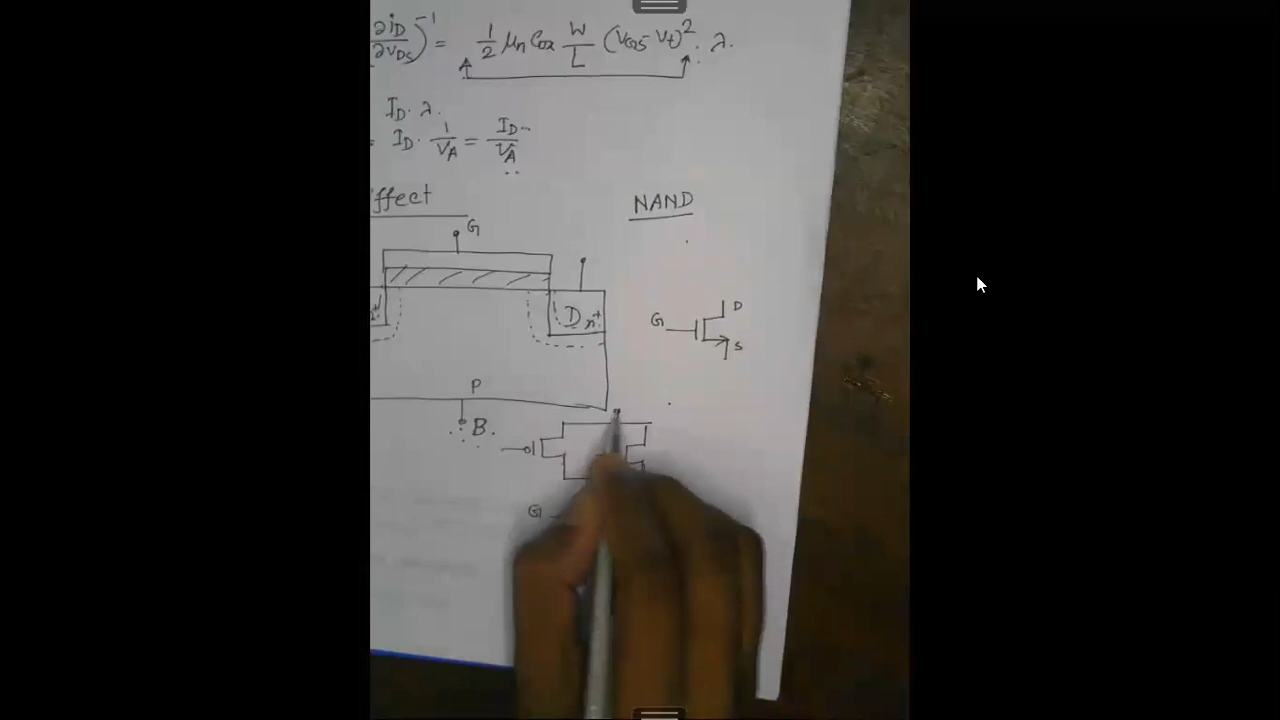 (∂iD/∂vDS)⁻¹ = 1/2 μn Cox W/L (VGS - Vt)² . λ.
ID . λ.
= ID . 1/VA = ID/VA
ffect
NAND
G
D n+
G D
S
P
B
G